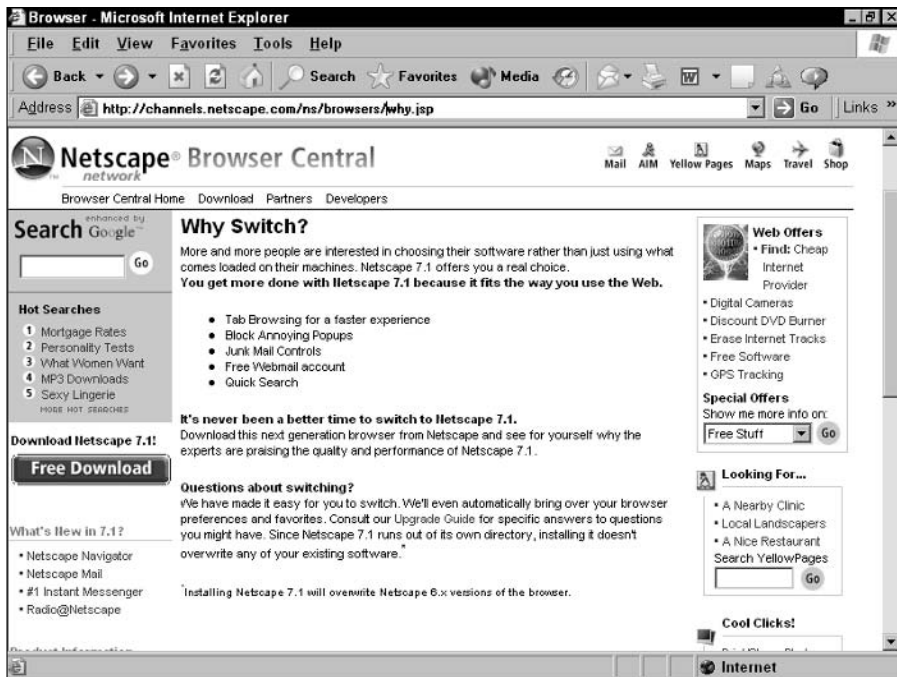 Browser - Microsoft Internet Explorer
File Edit View Favorites Tools Help
Back Search Favorites Media
Address http://channels.netscape.com/ns/browsers/why.jsp Go Links »
Netscape® Browser Central
network
Mail AIM Yellow Pages Maps Travel Shop
Browser Central Home Download Partners Developers
Search enhanced by Google™
Go
Hot Searches
1 Mortgage Rates
2 Personality Tests
3 What Women Want
4 MP3 Downloads
5 Sexy Lingerie
MORE HOT SEARCHES
Download Netscape 7.1!
Free Download
What's New in 7.1?
• Netscape Navigator
• Netscape Mail
• #1 Instant Messenger
• Radio@Netscape
Product Information
Why Switch?
More and more people are interested in choosing their software rather than just using what
comes loaded on their machines. Netscape 7.1 offers you a real choice.
You get more done with Netscape 7.1 because it fits the way you use the Web.
• Tab Browsing for a faster experience
• Block Annoying Popups
• Junk Mail Controls
• Free Webmail account
• Quick Search
It's never been a better time to switch to Netscape 7.1.
Download this next generation browser from Netscape and see for yourself why the
experts are praising the quality and performance of Netscape 7.1.
Questions about switching?
We have made it easy for you to switch. We'll even automatically bring over your browser
preferences and favorites. Consult our Upgrade Guide for specific answers to questions
you might have. Since Netscape 7.1 runs out of its own directory, installing it doesn't
overwrite any of your existing software.*
*Installing Netscape 7.1 will overwrite Netscape 6.x versions of the browser.
Web Offers
• Find: Cheap
Internet
Provider
• Digital Cameras
• Discount DVD Burner
• Erase Internet Tracks
• Free Software
• GPS Tracking
Special Offers
Show me more info on:
Free Stuff Go
Looking For...
• A Nearby Clinic
• Local Landscapers
• A Nice Restaurant
Search YellowPages
Go
Cool Clicks!
Internet